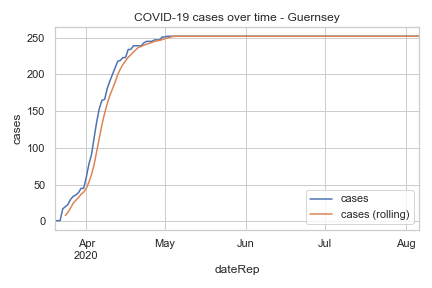 COVID-19 cases over time - Guernsey
250
200
150
100
50
0
cases
cases
cases (rolling)
Apr
2020
May
Jun
Jul
Aug
dateRep